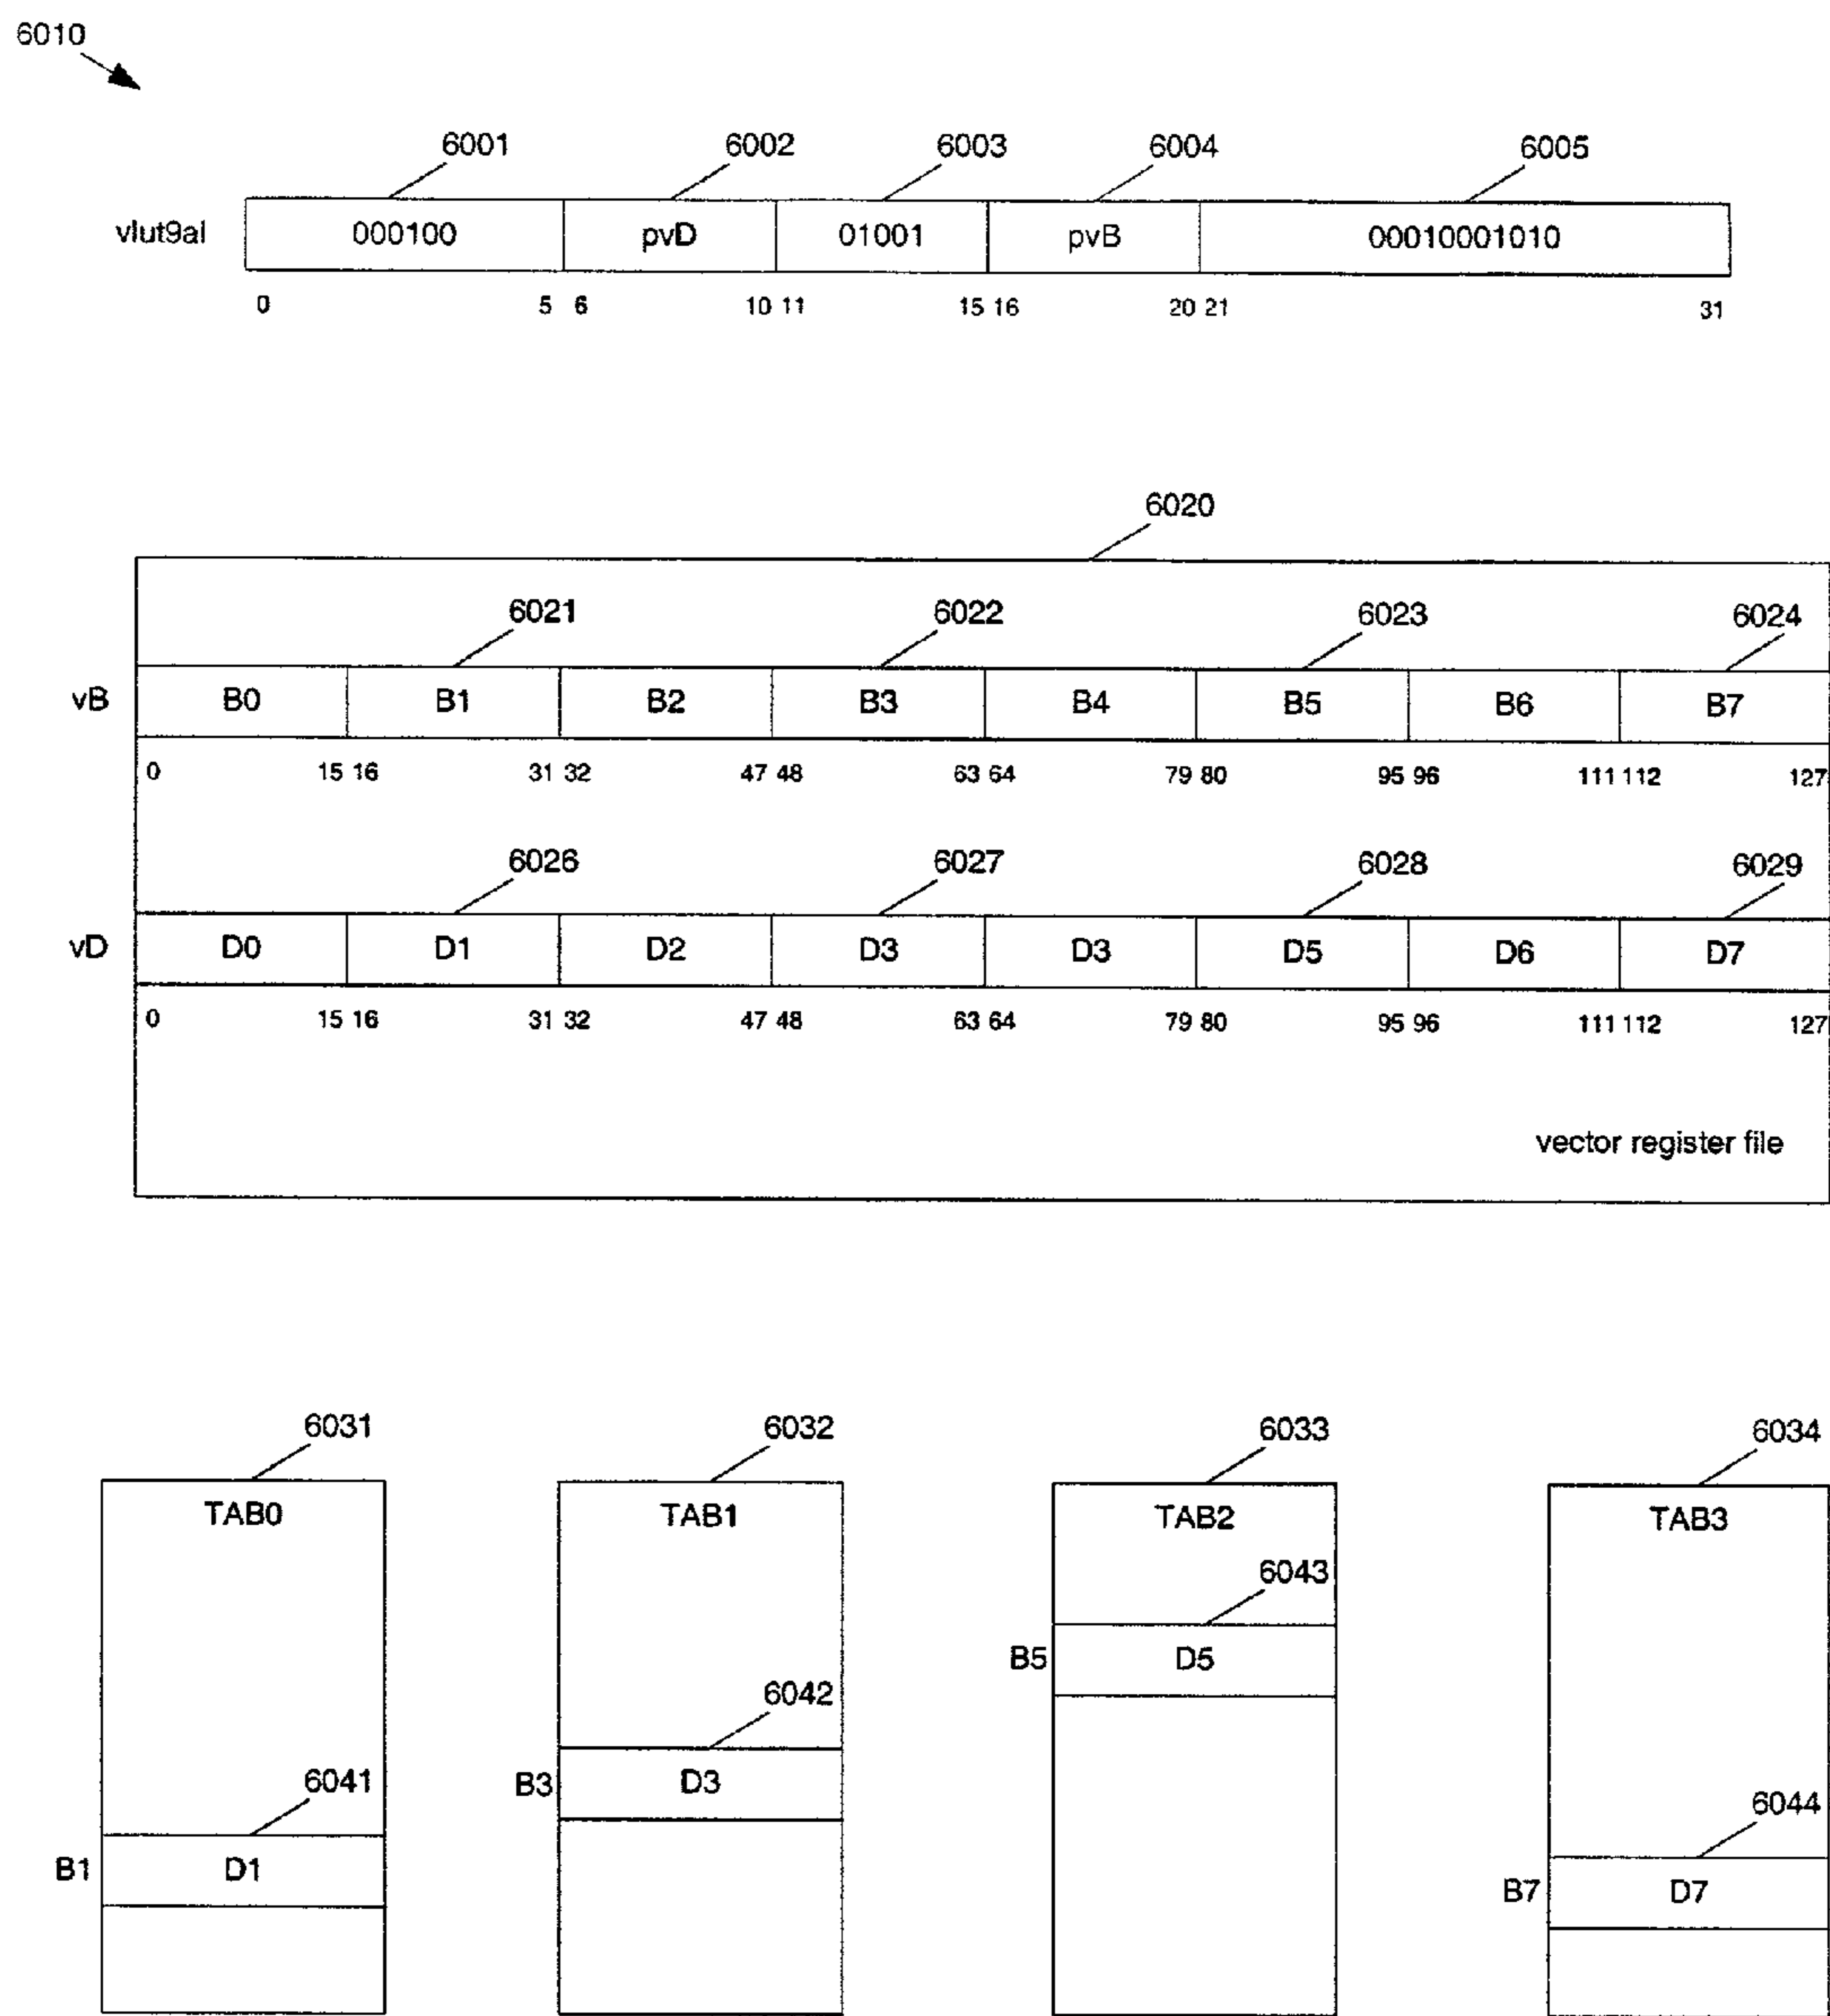 6010
6001 6002 6003 6004 6005
vlut9al 000100 pvD 01001 pvB 00010001010
0 5 6 10 11 15 16 20 21 31
6020
6021 6022 6023 6024
vB B0 B1 B2 B3 B4 B5 B6 B7
0 15 16 31 32 47 48 63 64 79 80 95 96 111 112 127
6026 6027 6028 6029
vD D0 D1 D2 D3 D3 D5 D6 D7
0 15 16 31 32 47 48 63 64 79 80 95 96 111 112 127
vector register file
6031 6032 6033 6034
TAB0 TAB1 TAB2 TAB3
6043
B5 D5
6042
B3 D3
6041 6044
B1 D1 B7 D7